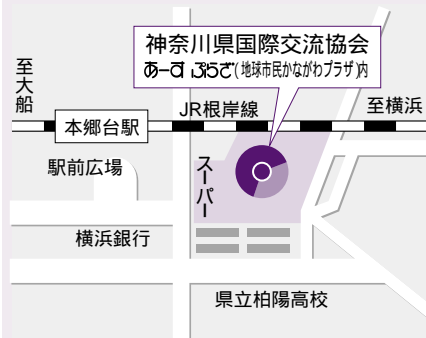 神奈川県国際交流協会
あーすぷらざ(地球市民かながわプラザ)内
至大船
JR根岸線
至横浜
本郷台駅
駅前広場
スーパー
横浜銀行
県立柏陽高校